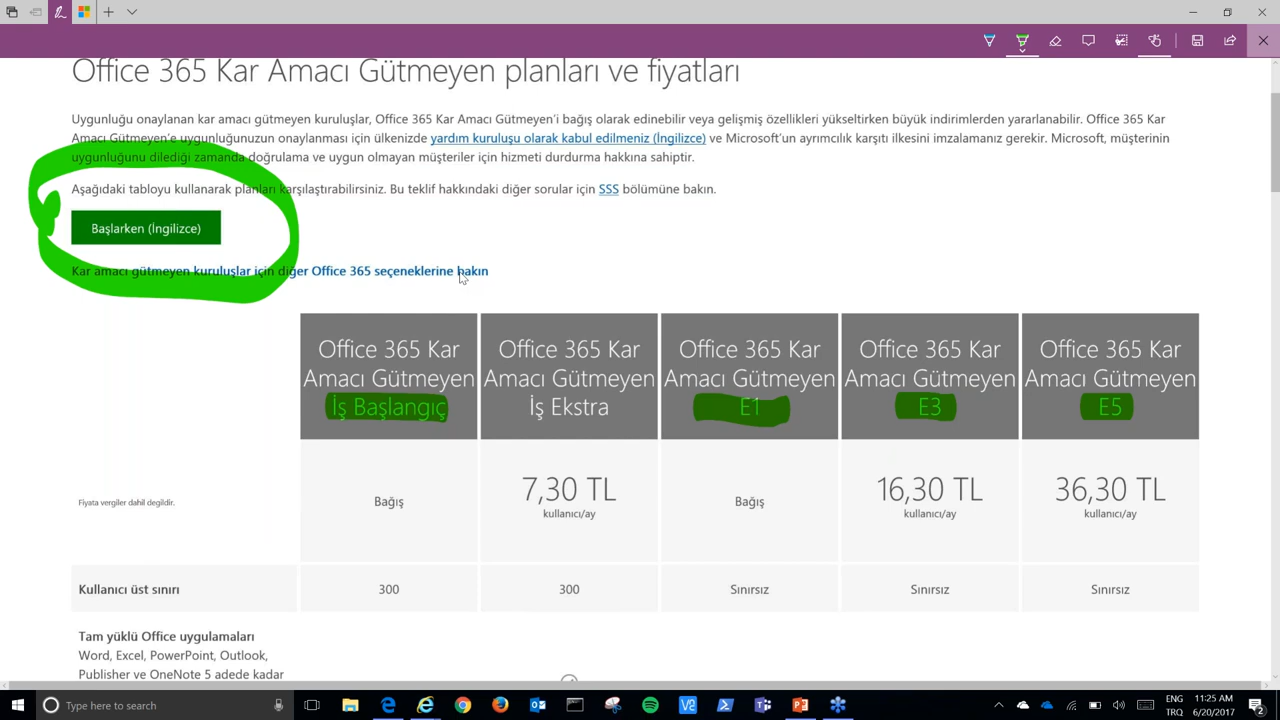 Office 365 Kar Amacı Gütmeyen planları ve fiyatları
Uygunluğu onaylanan kar amacı gütmeyen kuruluşlar, Office 365 Kar Amacı Gütmeyen'i bağış olarak edinebilir veya gelişmiş özellikleri yükseltirken büyük indirimlerden yararlanabilir. Office 365 Kar
Amacı Gütmeyen'e uygunluğunuzun onaylanması için ülkenizde yardım kuruluşu olarak kabul edilmeniz (İngilizce) ve Microsoft'un ayrımcılık karşıtı ilkesini imzalamanız gerekir. Microsoft, müşterinin
uygunluğunu dilediği zamanda doğrulama ve uygun olmayan müşteriler için hizmeti durdurma hakkına sahiptir.
Aşağıdaki tabloyu kullanarak planları karşılaştırabilirsiniz. Bu teklif hakkındaki diğer sorular için SSS bölümüne bakın.
Başlarken (İngilizce)
Kar amacı gütmeyen kuruluşlar için diğer Office 365 seçeneklerine bakın
Office 365 Kar
Amacı Gütmeyen
İş Başlangıç
Office 365 Kar
Amacı Gütmeyen
İş Ekstra
Office 365 Kar
Amacı Gütmeyen
E1
Office 365 Kar
Amacı Gütmeyen
E3
Office 365 Kar
Amacı Gütmeyen
E5
Fiyata vergiler dahil degildir.
Bağış
7,30 TL
kullanıcı/ay
Bağış
16,30 TL
kullanıcı/ay
36,30 TL
kullanıcı/ay
Kullanıcı üst sınırı
300
300
Sınırsız
Sınırsız
Sınırsız
Tam yüklü Office uygulamaları
Word, Excel, PowerPoint, Outlook,
Publisher ve OneNote 5 adede kadar
Type here to search
ENG
TRQ
11:25 AM
6/20/2017
2